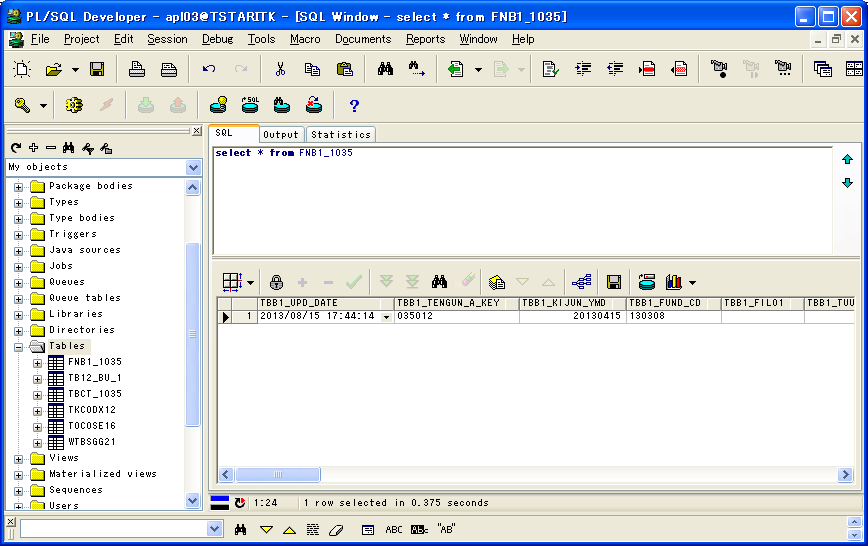 PL/SQL Developer - apl03@TSTARITK - [SQL Window - select * from FNB1_1035]
File Project Edit Session Debug Tools Macro Documents Reports Window Help
SQL Output Statistics
select * from FNB1_1035
My objects
Package bodies
Types
Type bodies
Triggers
Java sources
Jobs
Queues
Queue tables
Libraries
Directories
Tables
FNB1_1035
TB12_BU_1
TBCT_1035
TKCODX12
TOCOSE16
WTBSGG21
Views
Materialized views
Sequences
Users
TBB1_UPD_DATE TBB1_TENGUN_A_KEY TBB1_KIJUN_YMD TBB1_FUND_CD TBB1_FIL01 TBB1_TUU
1 2013/08/15 17:44:14 035012 20130415 130308
1:24 1 row selected in 0.375 seconds
ABC "AB"